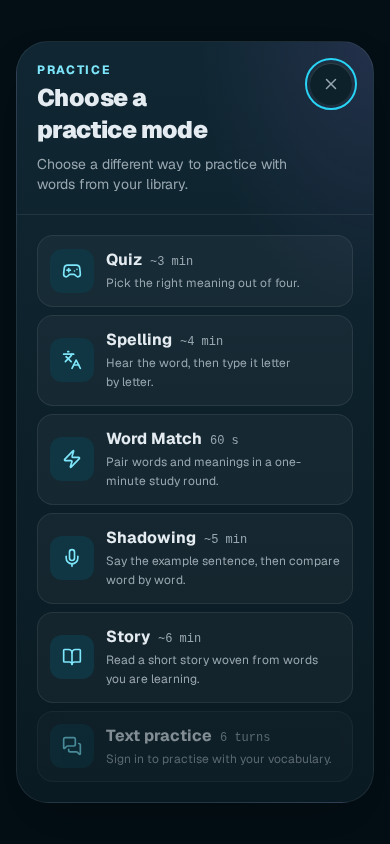 PRACTICE
Choose a
practice mode
Choose a different way to practice with
words from your library.
Quiz ~3 min
Pick the right meaning out of four.
Spelling ~4 min
Hear the word, then type it letter
by letter.
Word Match 60 s
Pair words and meanings in a one-
minute study round.
Shadowing ~5 min
Say the example sentence, then compare
word by word.
Story ~6 min
Read a short story woven from words
you are learning.
Text practice 6 turns
Sign in to practise with your vocabulary.